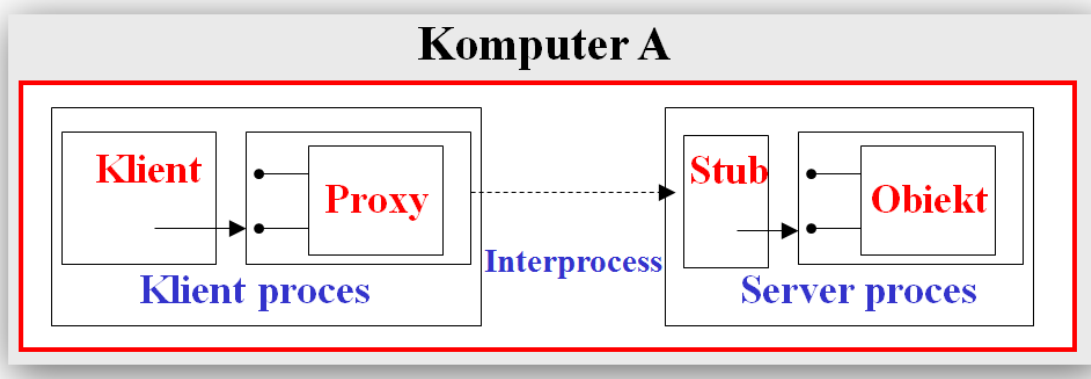 Komputer A
Klient
Proxy
Klient proces
Interprocess
Stub
Obiekt
Server proces